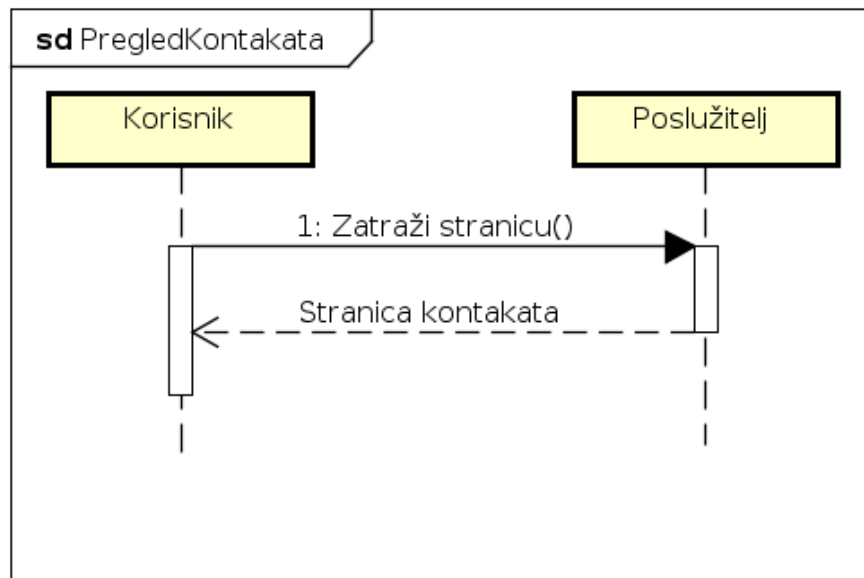 sd PregledKontakata
Korisnik
Poslužitelj
1: Zatraži stranicu()
Stranica kontakata